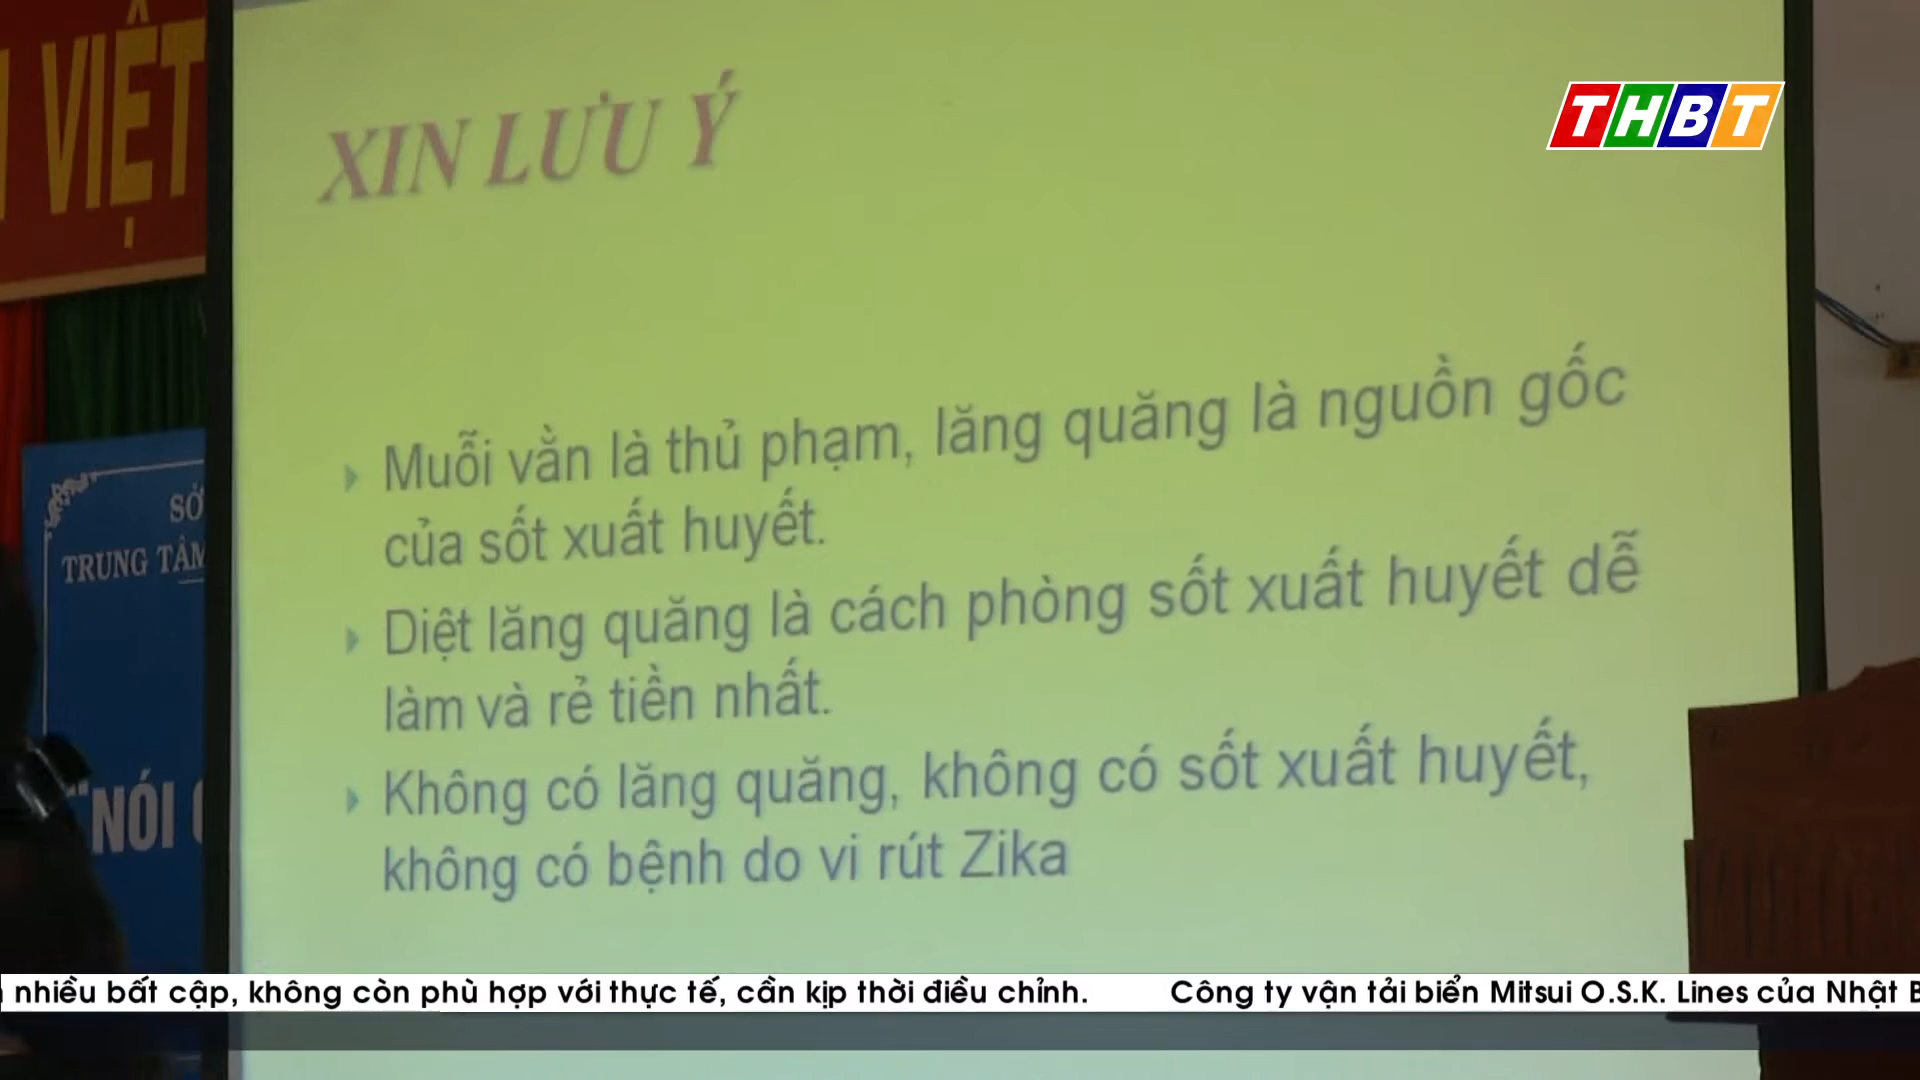 VIỆT
THBT
XIN LƯU Ý
Muỗi vằn là thủ phạm, lăng quăng là nguồn gốc
của sốt xuất huyết.
Diệt lăng quăng là cách phòng sốt xuất huyết dễ
làm và rẻ tiền nhất.
Không có lăng quăng, không có sốt xuất huyết,
không có bệnh do vi rút Zika
SỞ
TRUNG TÂM
"NÓI
nhiều bất cập, không còn phù hợp với thực tế, cần kịp thời điều chỉnh. Công ty vận tải biển Mitsui O.S.K. Lines của Nhật